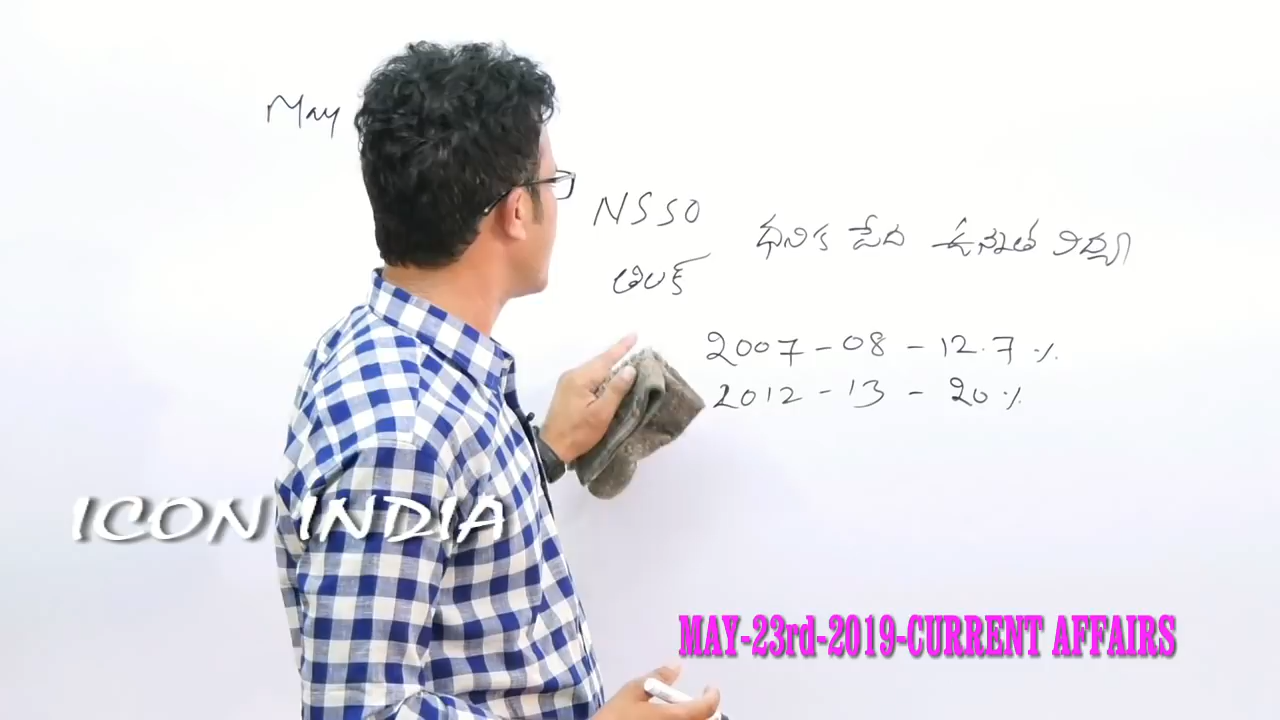 May
NSSO
తిలక్
ధనిక పేద ఉన్నత విద్య
2007-08-12.7%
2012-13-20%
ICON INDIA
MAY-23rd-2019-CURRENT AFFAIRS